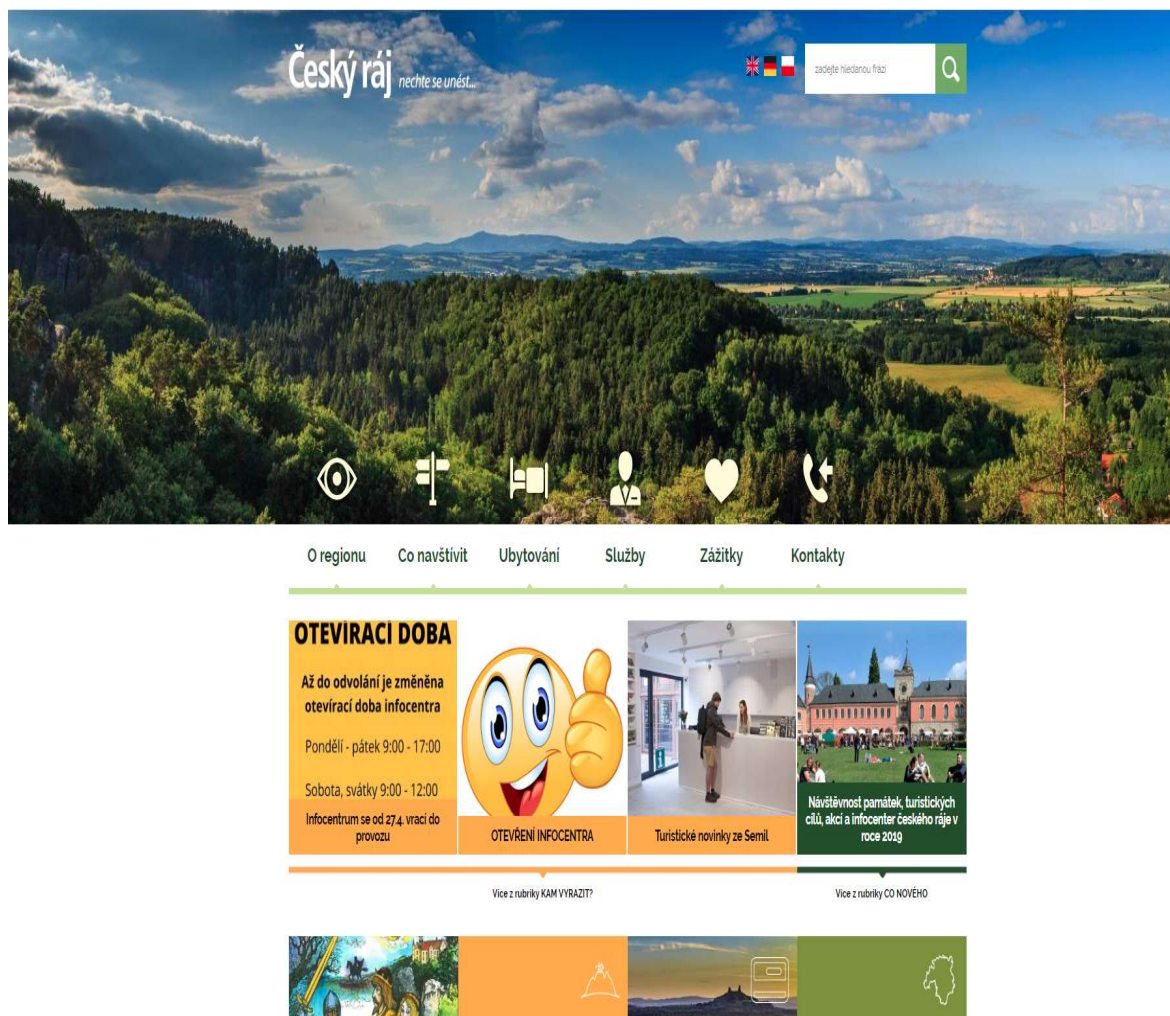 Český ráj nechte se unést...
zadejte hledanou frázi
O regionu Co navštívit Ubytování Služby Zážitky Kontakty
OTEVÍRACÍ DOBA
Až do odvolání je změněna
otevírací doba infocentra
Pondělí - pátek 9:00 - 17:00
Sobota, svátky 9:00 - 12:00
Infocentrum se od 27.4. vrací do
provozu
OTEVŘENÍ INFOCENTRA
Turistické novinky ze Semil
Návštěvnost památek, turistických
cílů, akcí a infocenter českého ráje v
roce 2019
Více z rubriky KAM VYRAZIT?
Více z rubriky CO NOVÉHO